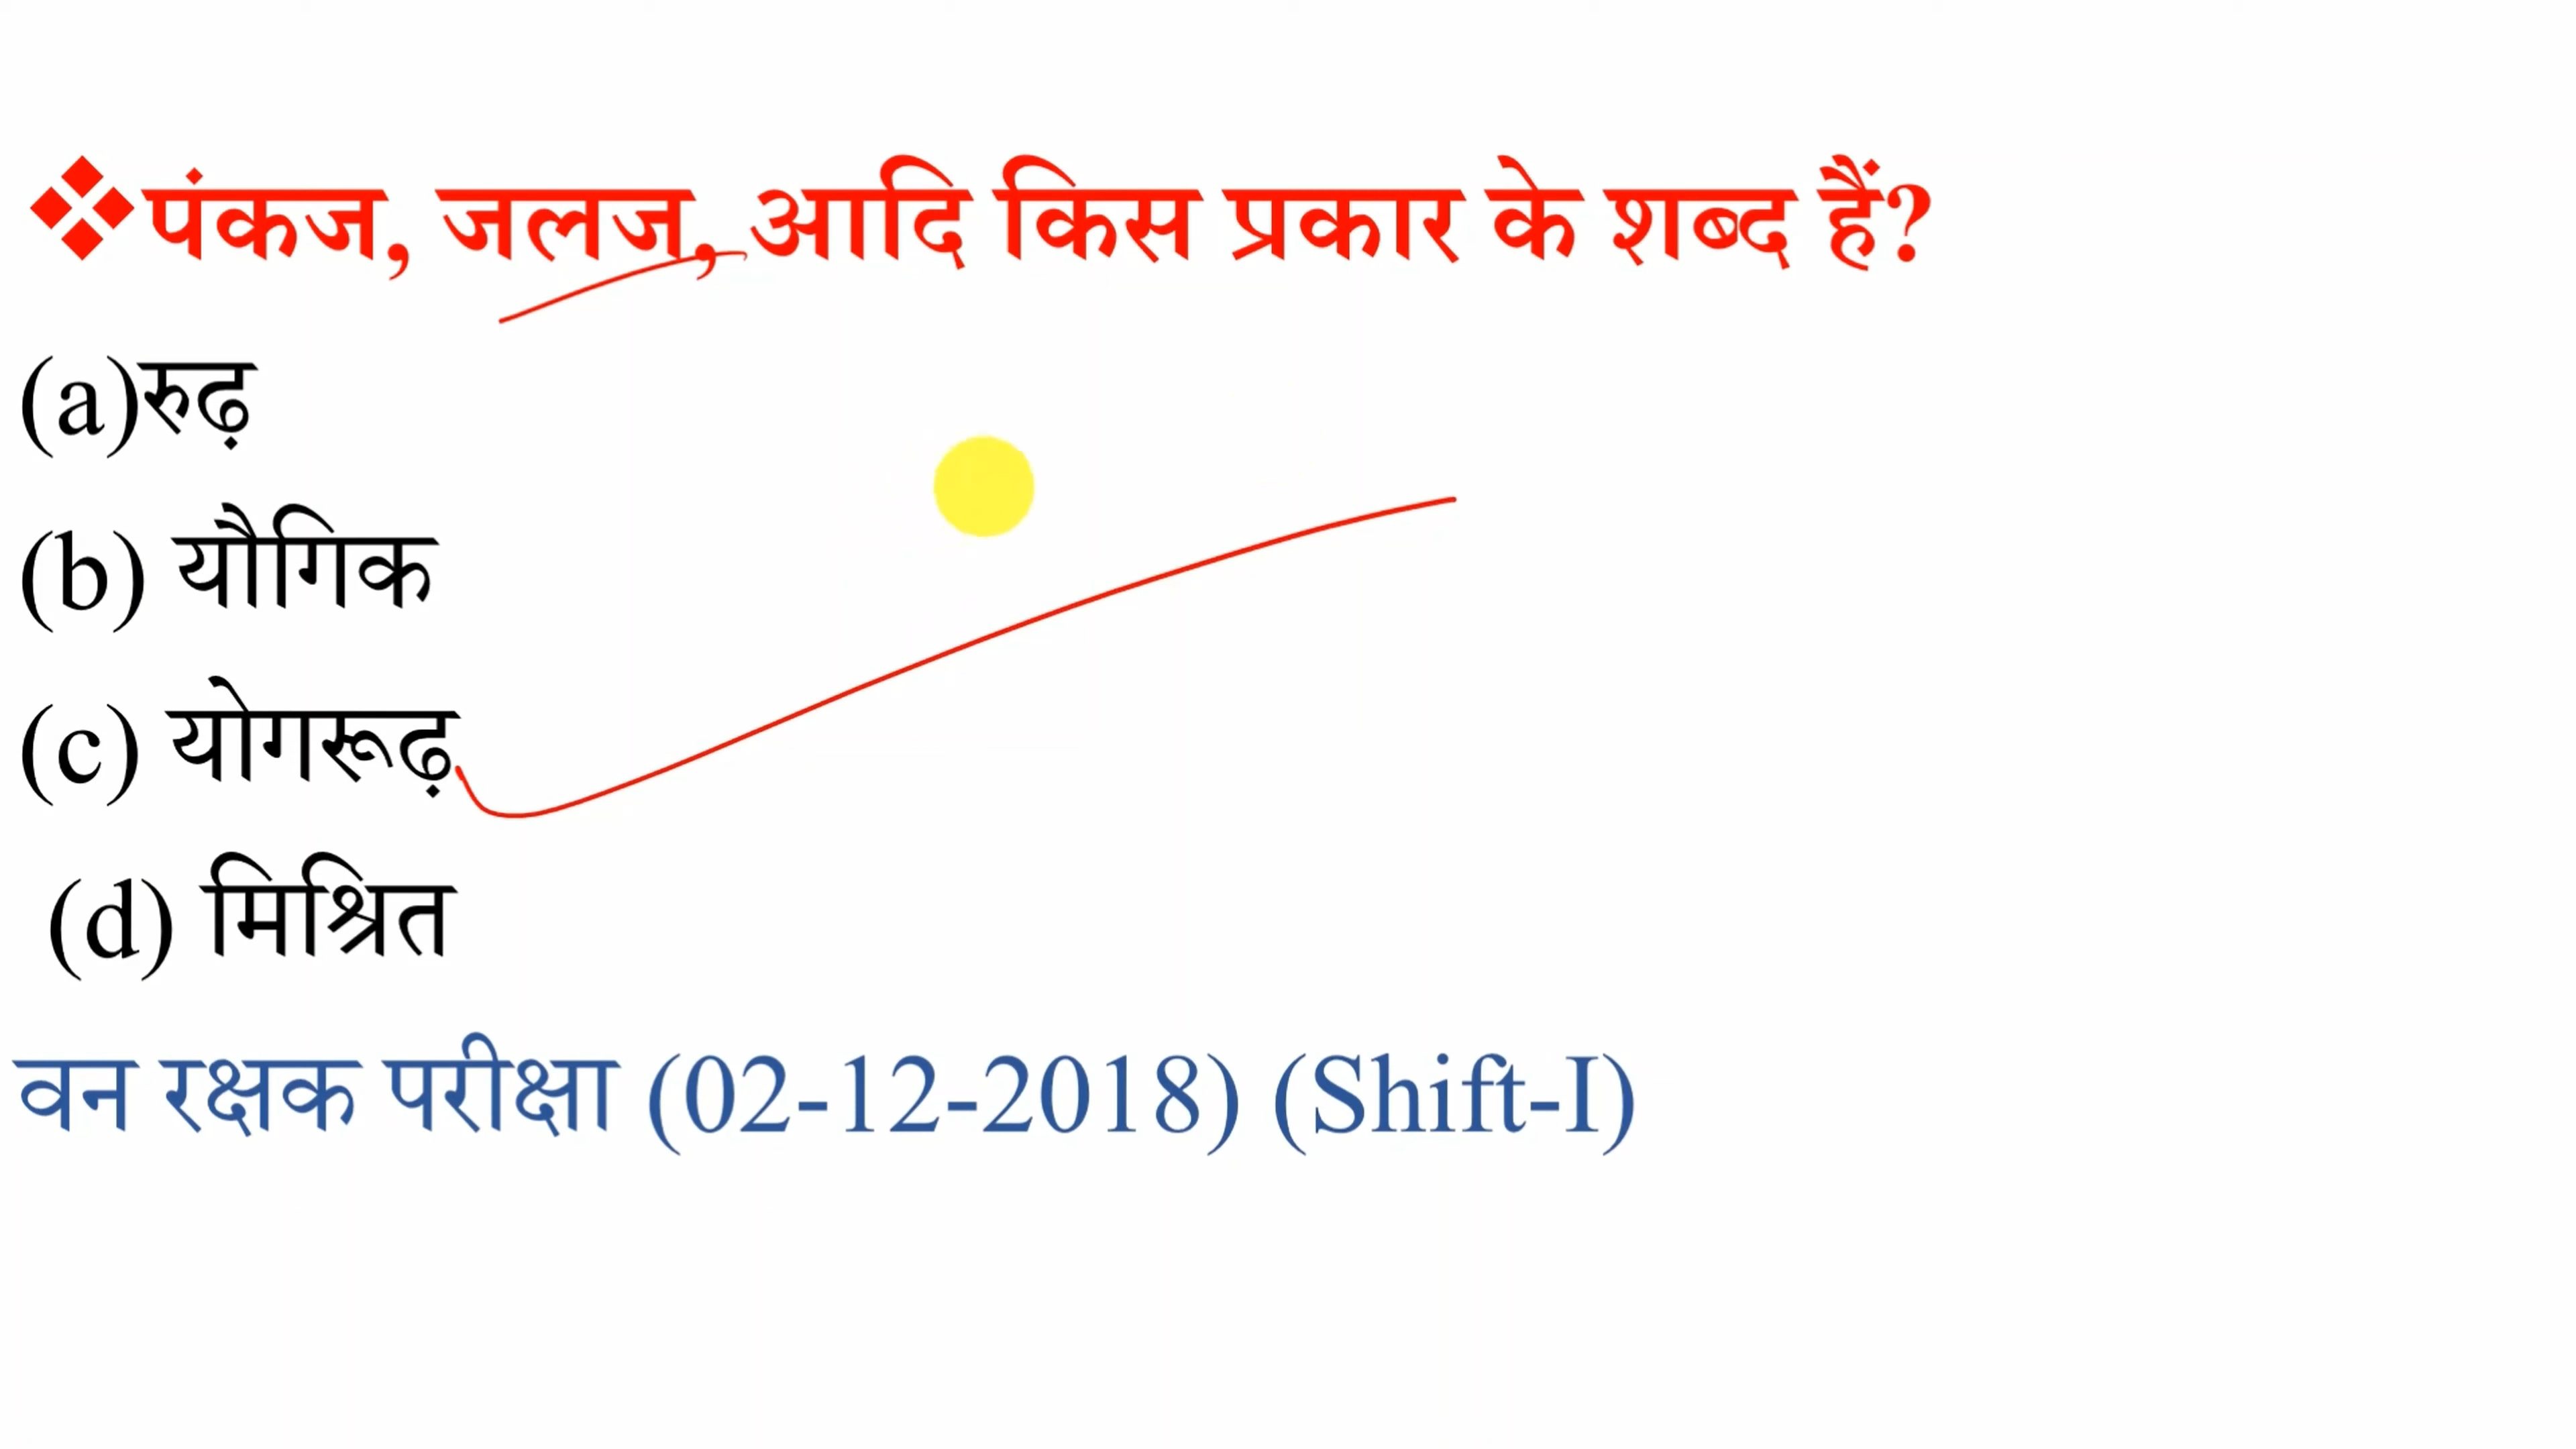 ❖पंकज, जलज, आदि किस प्रकार के शब्द हैं?
(a)रुढ़
(b) यौगिक
(c) योगरूढ़
(d) मिश्रित
वन रक्षक परीक्षा (02-12-2018) (Shift-I)